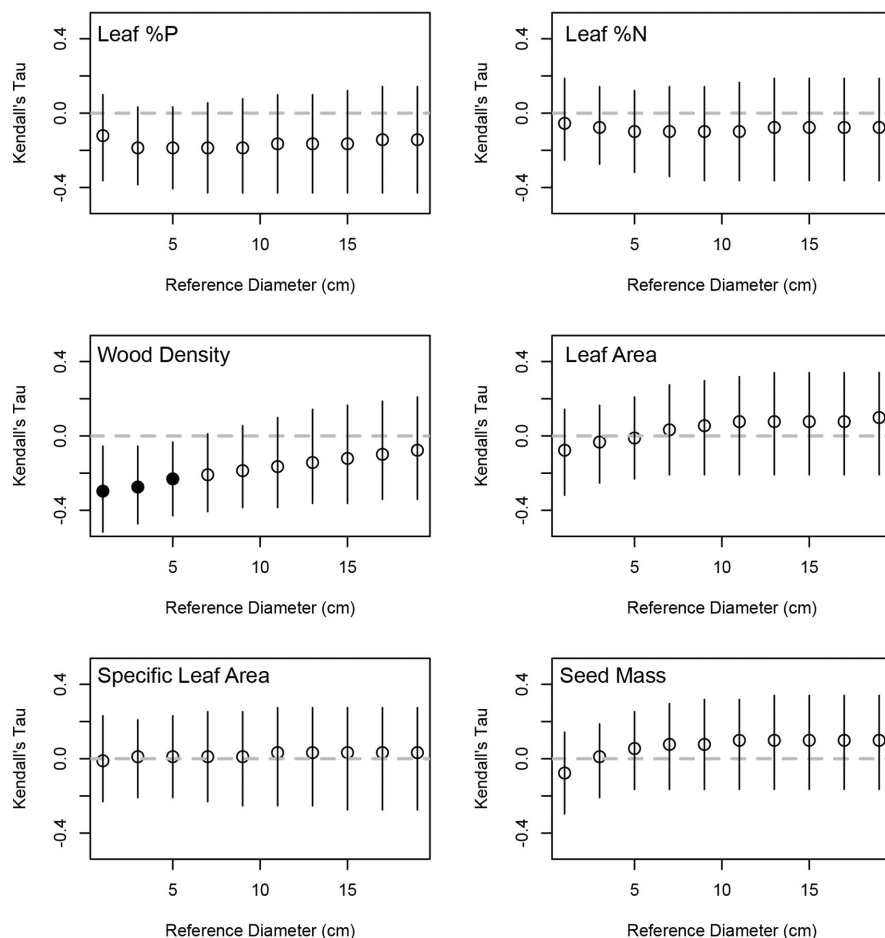 Leaf %P
Kendall's Tau
0.4
0.0
-0.4
5 10 15
Reference Diameter (cm)
Leaf %N
Kendall's Tau
0.4
0.0
-0.4
5 10 15
Reference Diameter (cm)
Wood Density
Kendall's Tau
0.4
0.0
-0.4
5 10 15
Reference Diameter (cm)
Leaf Area
Kendall's Tau
0.4
0.0
-0.4
5 10 15
Reference Diameter (cm)
Specific Leaf Area
Kendall's Tau
0.4
0.0
-0.4
5 10 15
Reference Diameter (cm)
Seed Mass
Kendall's Tau
0.4
0.0
-0.4
5 10 15
Reference Diameter (cm)